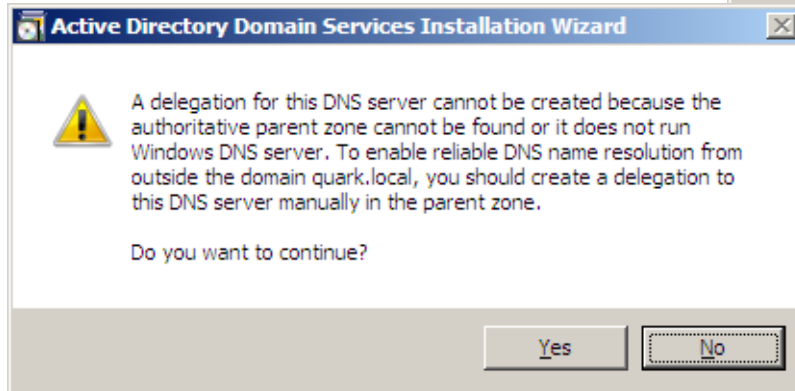 Active Directory Domain Services Installation Wizard
A delegation for this DNS server cannot be created because the
authoritative parent zone cannot be found or it does not run
Windows DNS server. To enable reliable DNS name resolution from
outside the domain quark.local, you should create a delegation to
this DNS server manually in the parent zone.
Do you want to continue?
Yes No